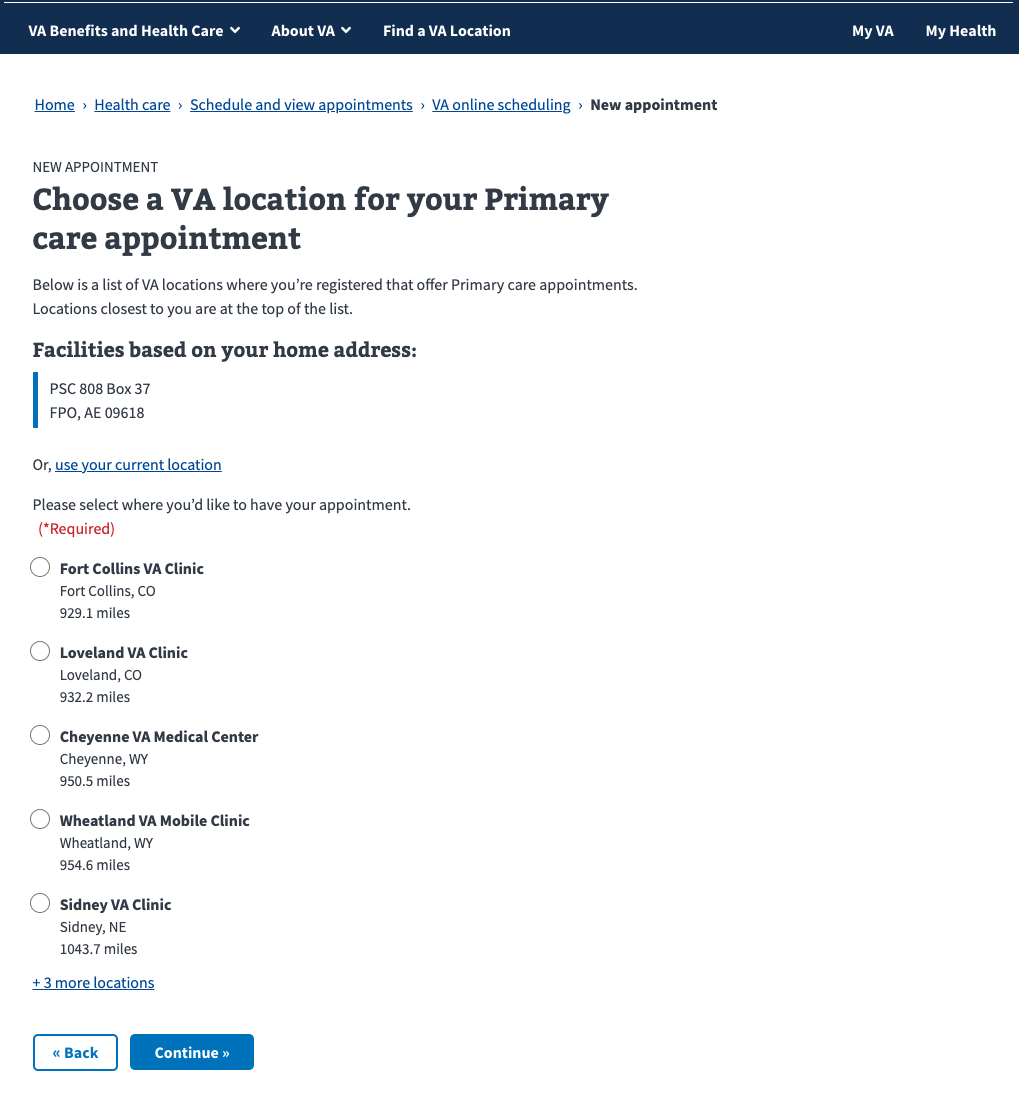 VA Benefits and Health Care About VA Find a VA Location My VA My Health
Home › Health care › Schedule and view appointments › VA online scheduling › New appointment
NEW APPOINTMENT
Choose a VA location for your Primary
care appointment
Below is a list of VA locations where you’re registered that offer Primary care appointments.
Locations closest to you are at the top of the list.
Facilities based on your home address:
PSC 808 Box 37
FPO, AE 09618
Or, use your current location
Please select where you’d like to have your appointment.
(*Required)
Fort Collins VA Clinic
Fort Collins, CO
929.1 miles
Loveland VA Clinic
Loveland, CO
932.2 miles
Cheyenne VA Medical Center
Cheyenne, WY
950.5 miles
Wheatland VA Mobile Clinic
Wheatland, WY
954.6 miles
Sidney VA Clinic
Sidney, NE
1043.7 miles
+ 3 more locations
« Back Continue »